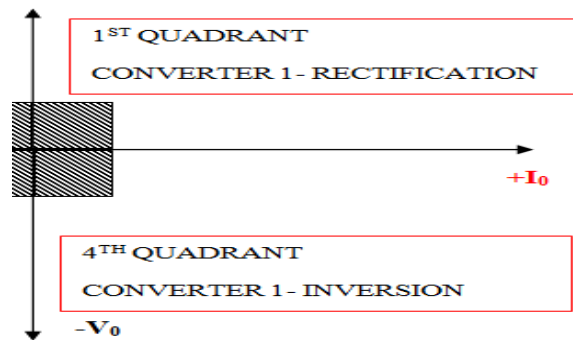 1ST QUADRANT
CONVERTER 1- RECTIFICATION
+I0
4TH QUADRANT
CONVERTER 1- INVERSION
-V0